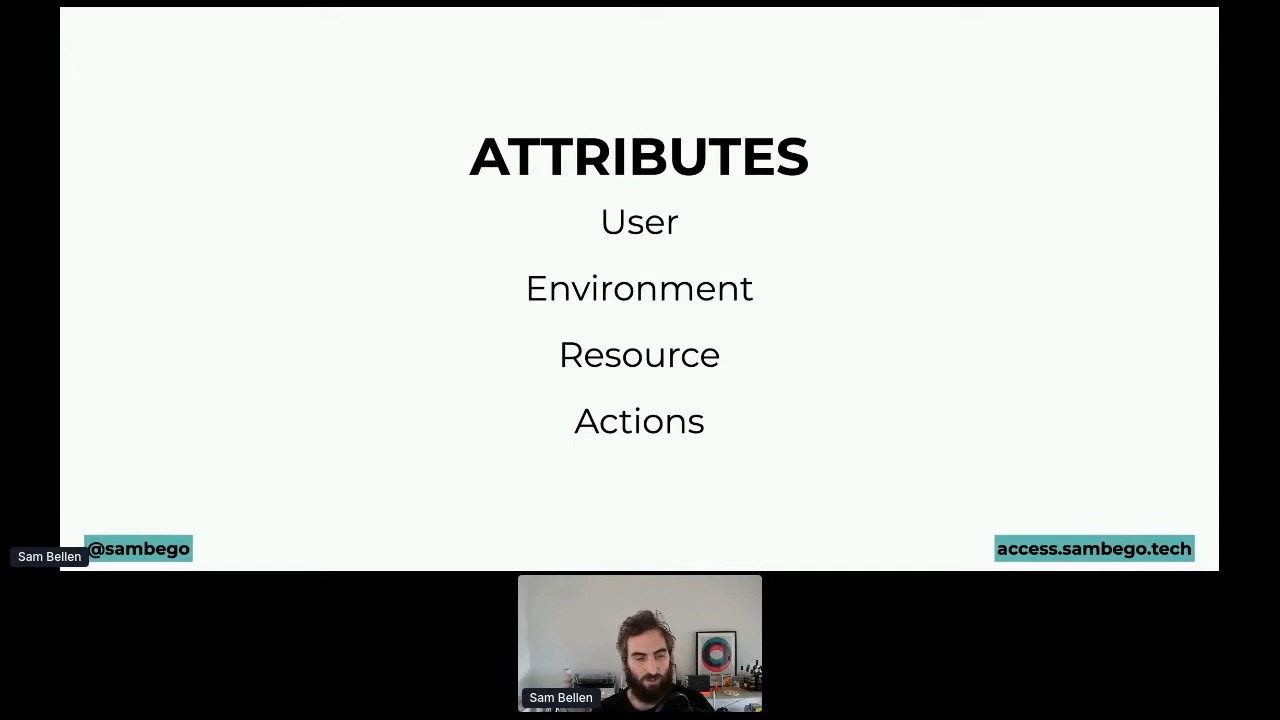 ATTRIBUTES
User
Environment
Resource
Actions
@sambego
access.sambego.tech
Sam Bellen
Sam Bellen